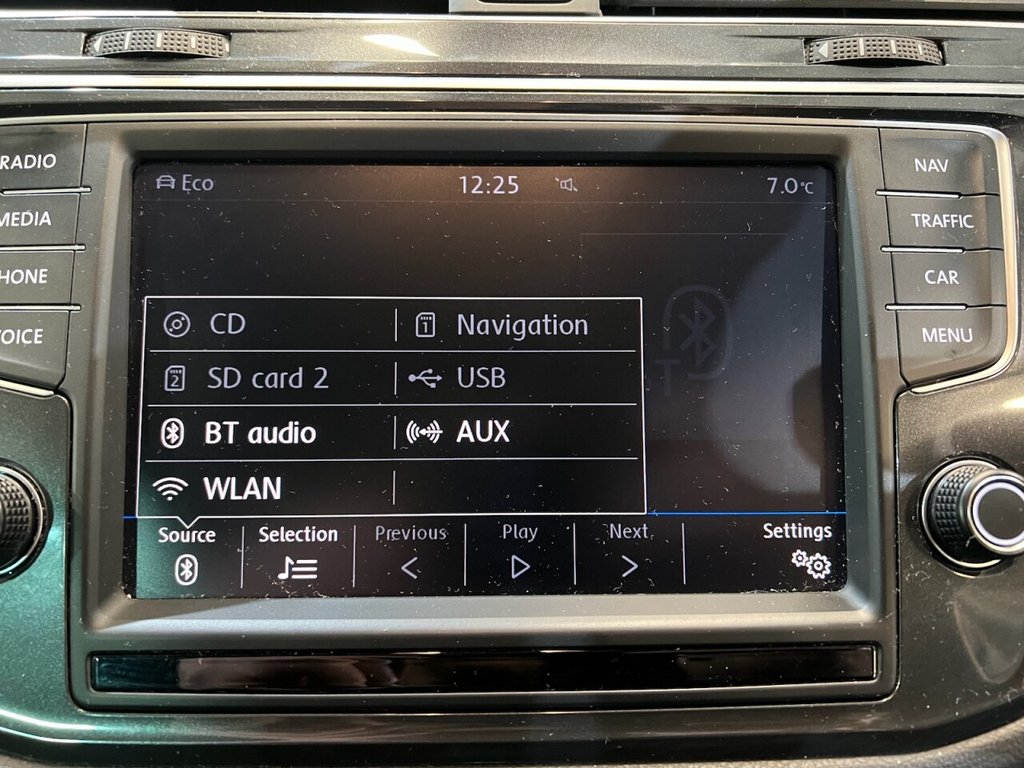 RADIO
MEDIA
PHONE
VOICE
Eco 12:25 7.0°C
CD Navigation
SD card 2 USB
BT audio AUX
WLAN
Source Selection Previous Play Next Settings
NAV
TRAFFIC
CAR
MENU